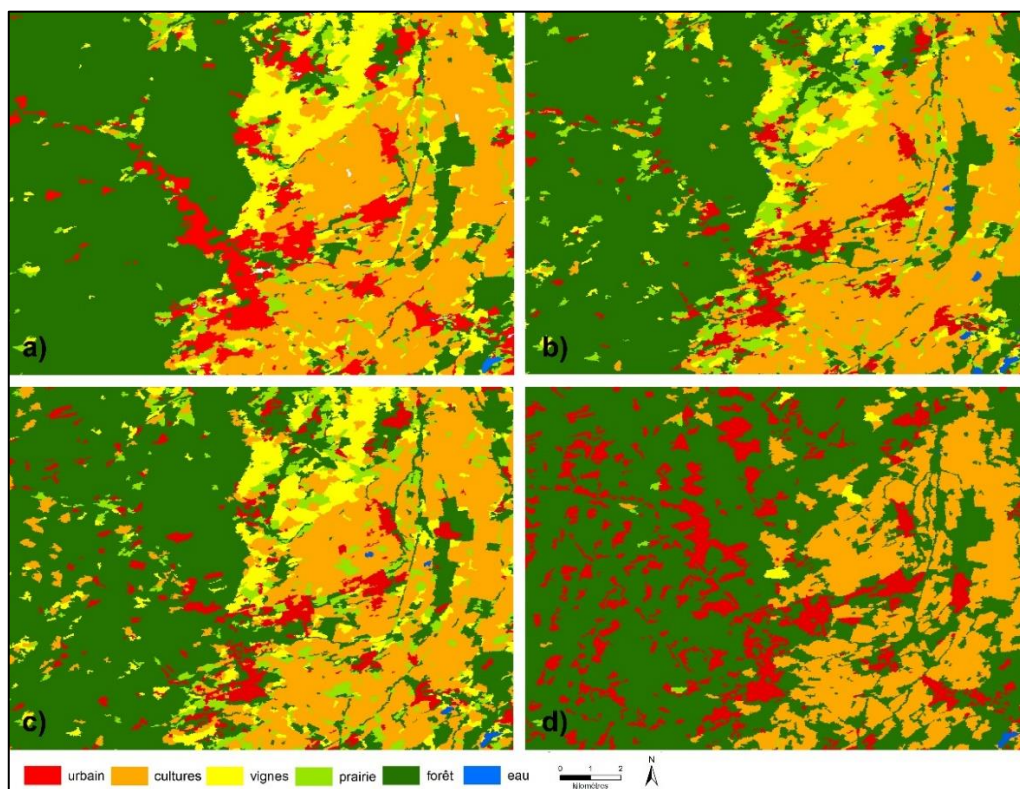 a)
b)
c)
d)
urbain cultures vignes prairie forêt eau
0 1 2
kilomètres
N